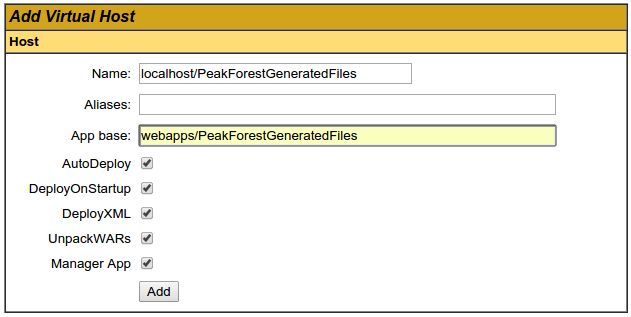 Add Virtual Host
Host
Name: localhost/PeakForestGeneratedFiles
Aliases:
App base: webapps/PeakForestGeneratedFiles
AutoDeploy
DeployOnStartup
DeployXML
UnpackWARs
Manager App
Add